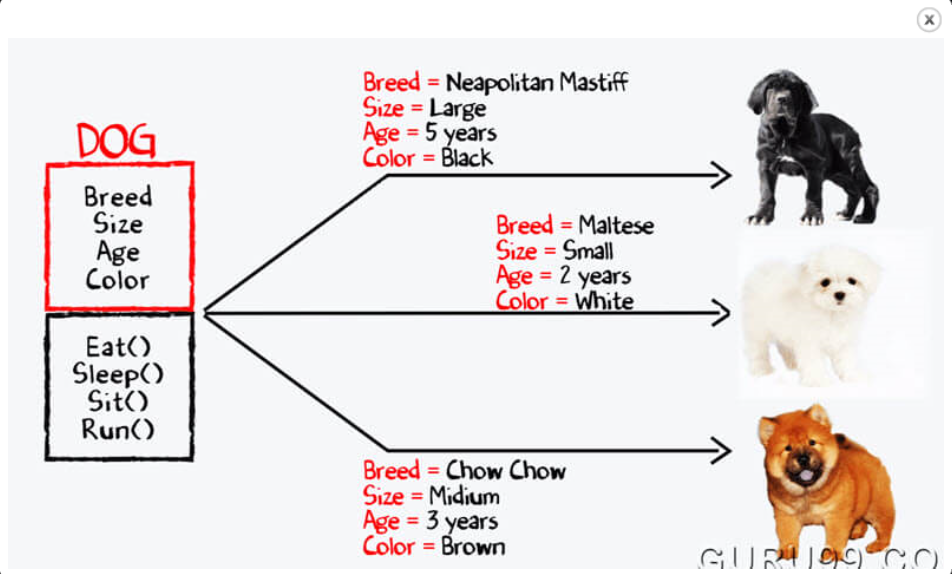 x
DOG
Breed
Size
Age
Color
Eat()
Sleep()
Sit()
Run()
Breed = Neapolitan Mastiff
Size = Large
Age = 5 years
Color = Black
Breed = Maltese
Size = Small
Age = 2 years
Color = White
Breed = Chow Chow
Size = Midium
Age = 3 years
Color = Brown
GURU99.CO